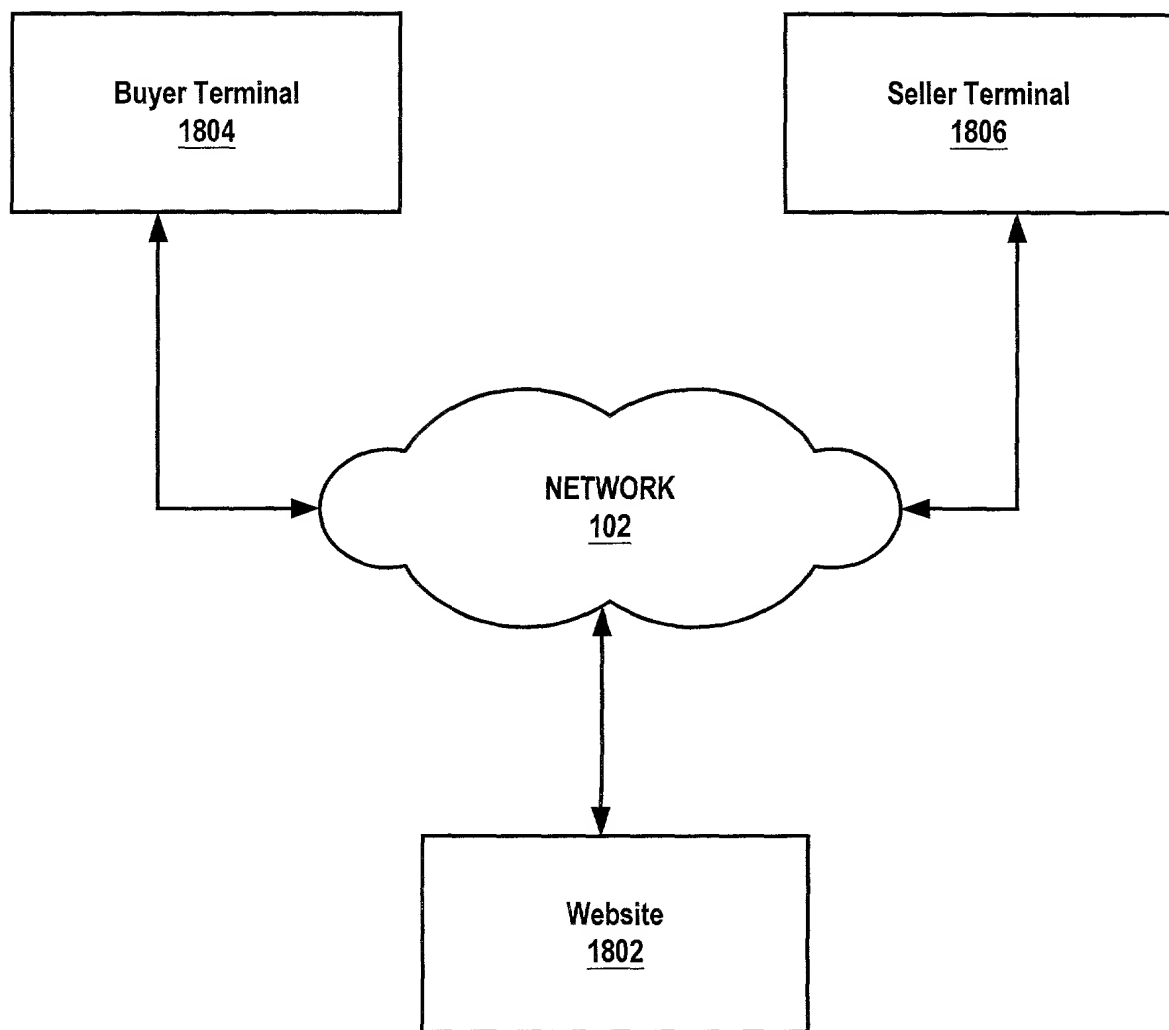 Buyer Terminal
1804
Seller Terminal
1806
NETWORK
102
Website
1802